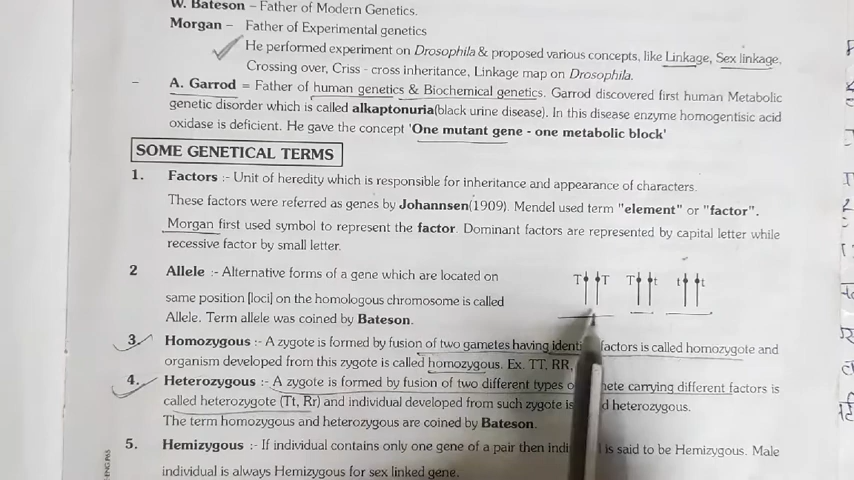 W. Bateson – Father of Modern Genetics.
Morgan – Father of Experimental genetics
He performed experiment on Drosophila & proposed various concepts, like Linkage, Sex linkage,
Crossing over, Criss - cross inheritance, Linkage map on Drosophila.
– A. Garrod = Father of human genetics & Biochemical genetics. Garrod discovered first human Metabolic
genetic disorder which is called alkaptonuria(black urine disease). In this disease enzyme homogentisic acid
oxidase is deficient. He gave the concept 'One mutant gene - one metabolic block'
SOME GENETICAL TERMS
1. Factors :- Unit of heredity which is responsible for inheritance and appearance of characters.
These factors were referred as genes by Johannsen(1909). Mendel used term "element" or "factor".
Morgan first used symbol to represent the factor. Dominant factors are represented by capital letter while
recessive factor by small letter.
2 Allele :- Alternative forms of a gene which are located on
same position [loci] on the homologous chromosome is called
Allele. Term allele was coined by Bateson.
T T T t t t
3. Homozygous :- A zygote is formed by fusion of two gametes having factors is called homozygote and
organism developed from this zygote is called homozygous. Ex. TT, RR,
4. Heterozygous :- A zygote is formed by fusion of two different types carrying different factors is
called heterozygote (Tt, Rr) and individual developed from such zygote is heterozygous.
The term homozygous and heterozygous are coined by Bateson.
5. Hemizygous :- If individual contains only one gene of a pair then is said to be Hemizygous. Male
individual is always Hemizygous for sex linked gene.